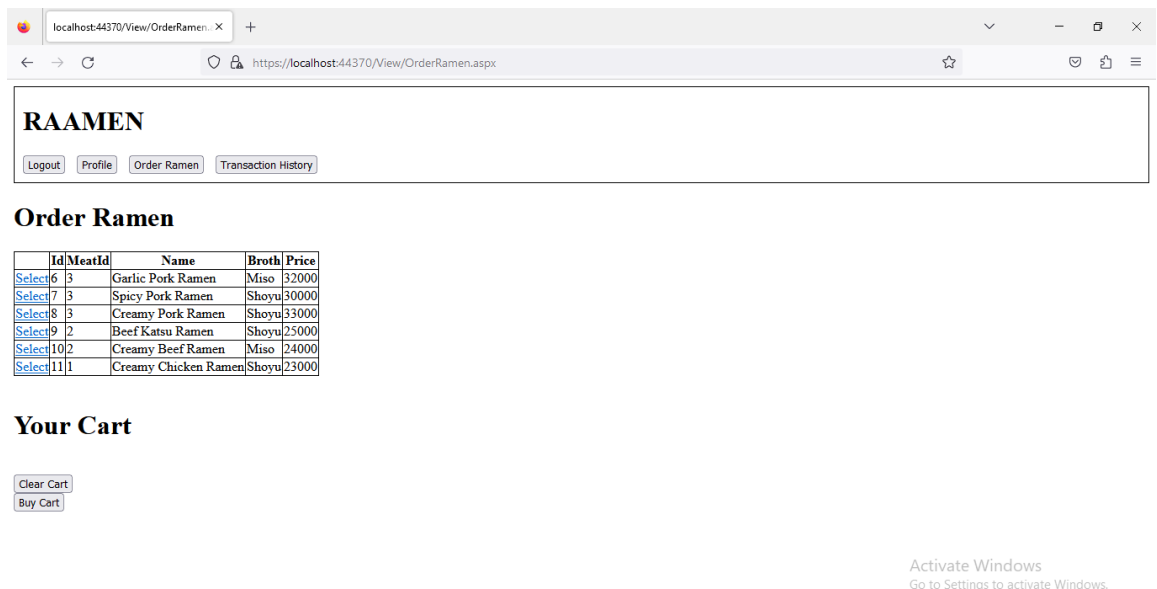 localhost:44370/View/OrderRamen.
https://localhost:44370/View/OrderRamen.aspx
RAAMEN
Logout Profile Order Ramen Transaction History
Order Ramen
Id MeatId Name Broth Price
Select 6 3 Garlic Pork Ramen Miso 32000
Select 7 3 Spicy Pork Ramen Shoyu 30000
Select 8 3 Creamy Pork Ramen Shoyu 33000
Select 9 2 Beef Katsu Ramen Shoyu 25000
Select 10 2 Creamy Beef Ramen Miso 24000
Select 11 1 Creamy Chicken Ramen Shoyu 23000
Your Cart
Clear Cart
Buy Cart
Activate Windows
Go to Settings to activate Windows.